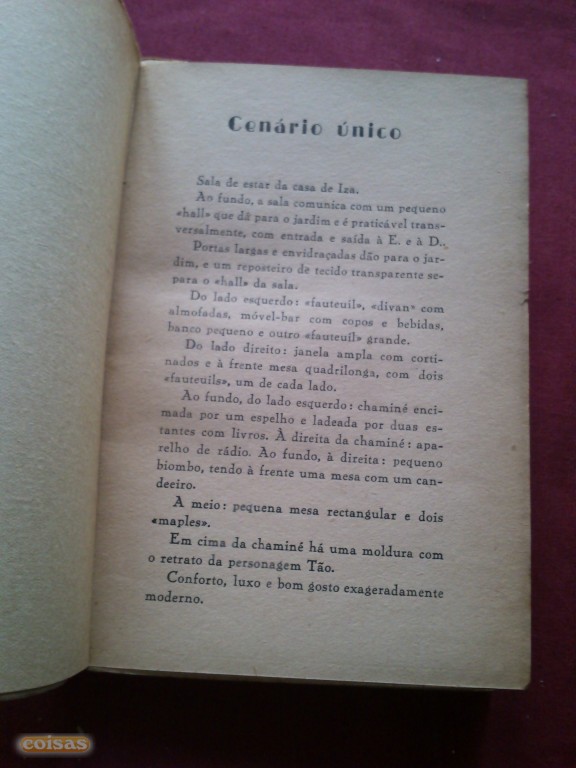 Cenário único
Sala de estar da casa de Iza.
Ao fundo, a sala comunica com um pequeno
«hall» que dá para o jardim e é praticável trans-
versalmente, com entrada e saída à E. e à D..
Portas largas e envidraçadas dão para o jar-
dim, e um reposteiro de tecido transparente se-
para o «hall» da sala.
Do lado esquerdo: «fauteuil», «divan» com
almofadas, móvel-bar com copos e bebidas,
banco pequeno e outro «fauteuil» grande.
Do lado direito: janela ampla com corti-
nados e à frente mesa quadrilonga, com dois
«fauteuils», um de cada lado.
Ao fundo, do lado esquerdo: chaminé enci-
mada por um espelho e ladeada por duas es-
tantes com livros. À direita da chaminé: apa-
relho de rádio. Ao fundo, à direita: pequeno
biombo, tendo à frente uma mesa com um can-
deeiro.
A meio: pequena mesa rectangular e dois
«maples».
Em cima da chaminé há uma moldura com
o retrato da personagem Tão.
Conforto, luxo e bom gosto exageradamente
moderno.
coisas